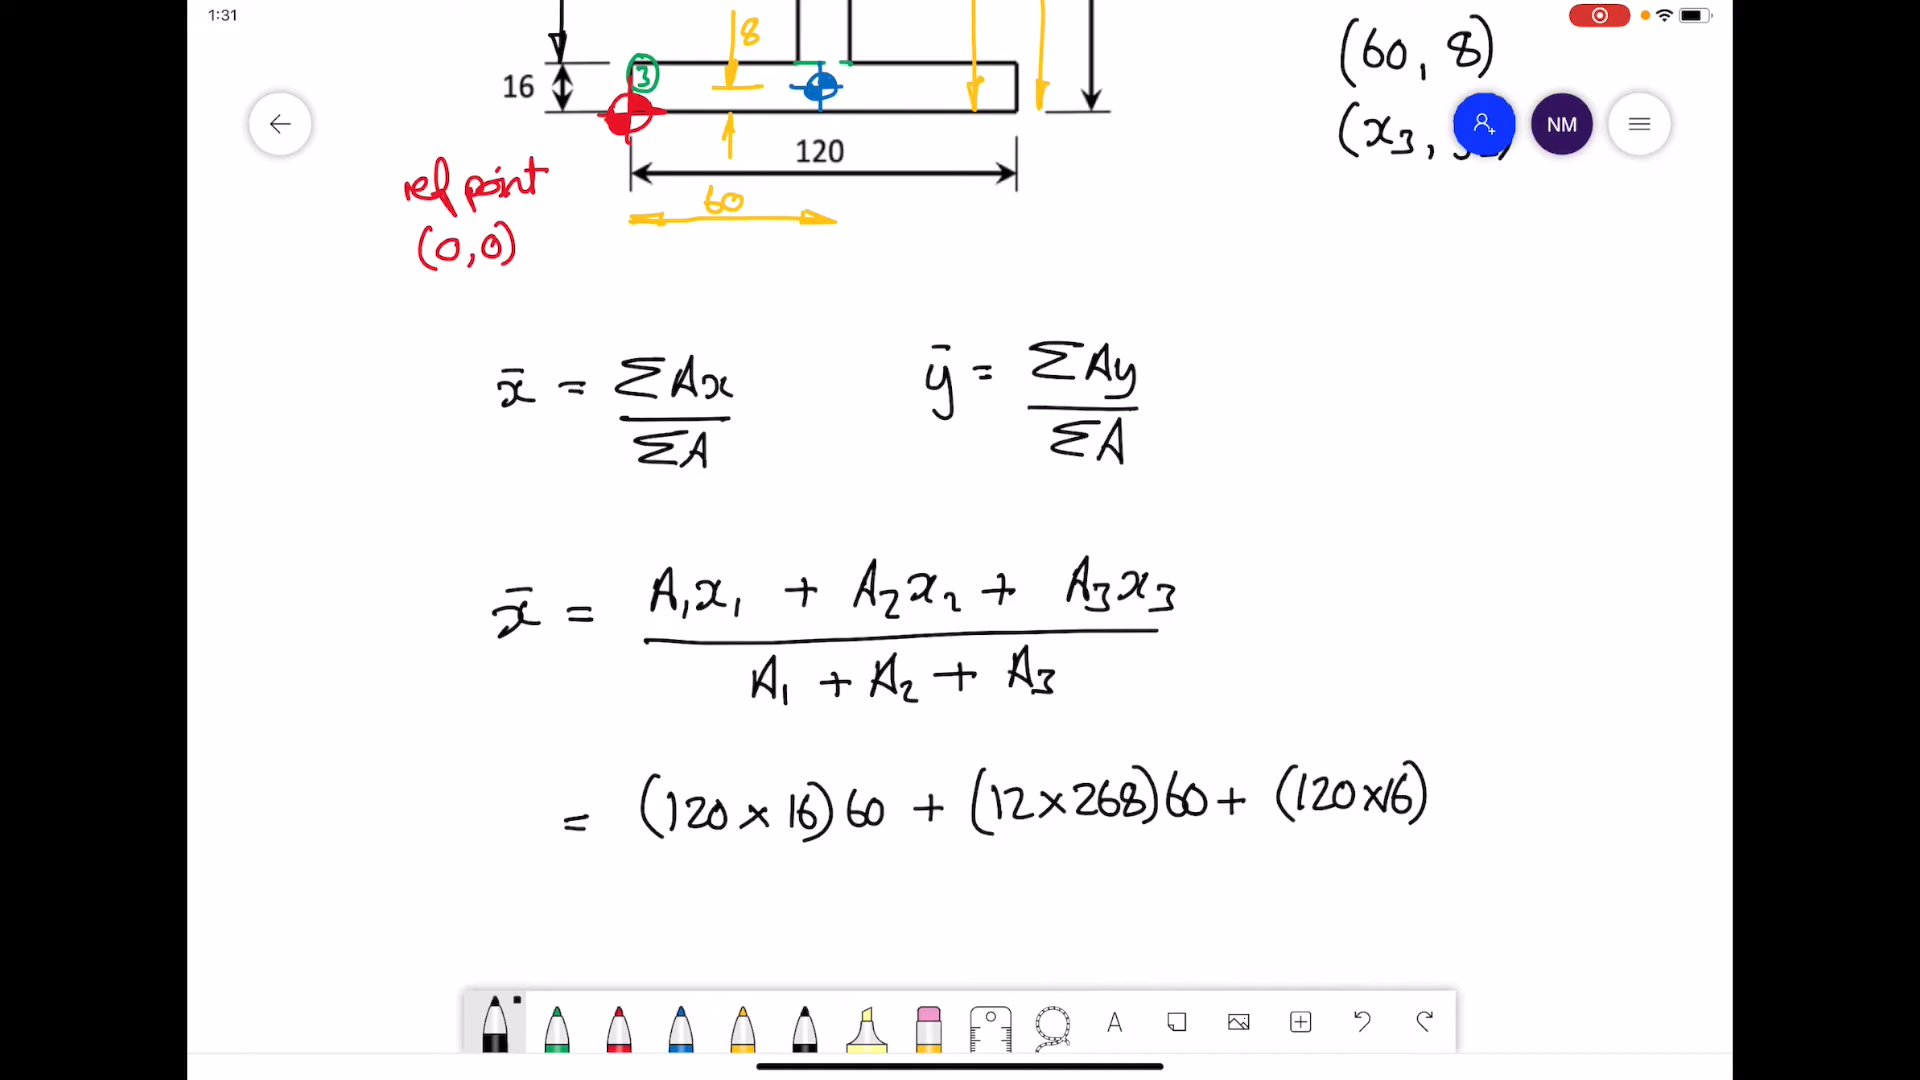 1:31
8
(60, 8)
16
3
(x₃,
NM
120
ref point
60
(0,0)
x̄ = ΣAx / ΣA
ȳ = ΣAy / ΣA
x̄ = A₁x₁ + A₂x₂ + A₃x₃ / A₁ + A₂ + A₃
= (120 × 16) 60 + (12 × 268) 60 + (120 × 16)
A